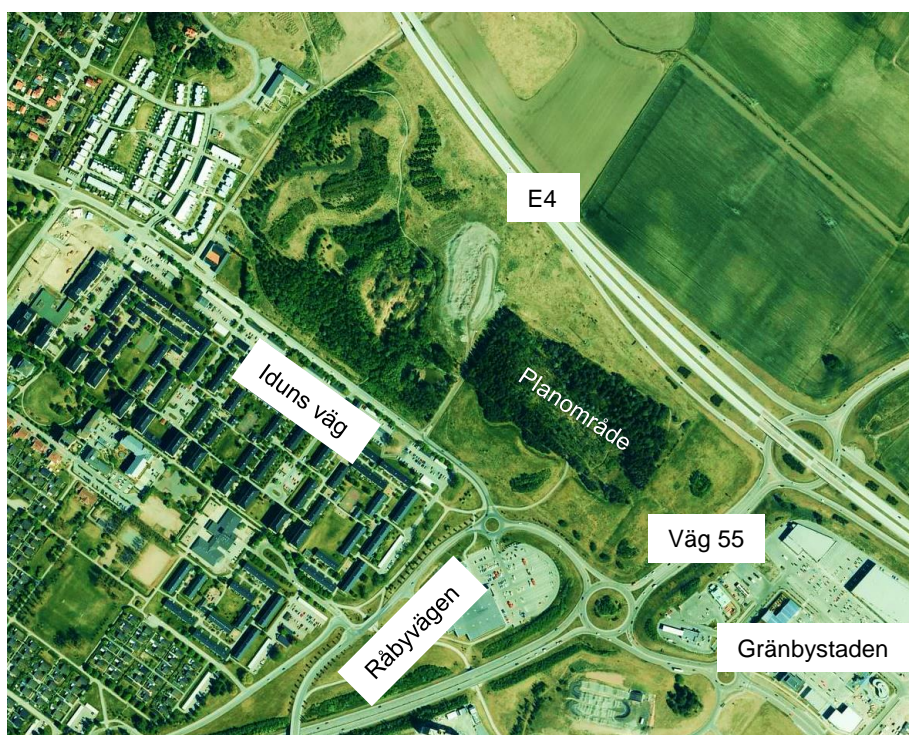 E4
Iduns väg
Planområde
Väg 55
Råbyvägen
Gränbystaden